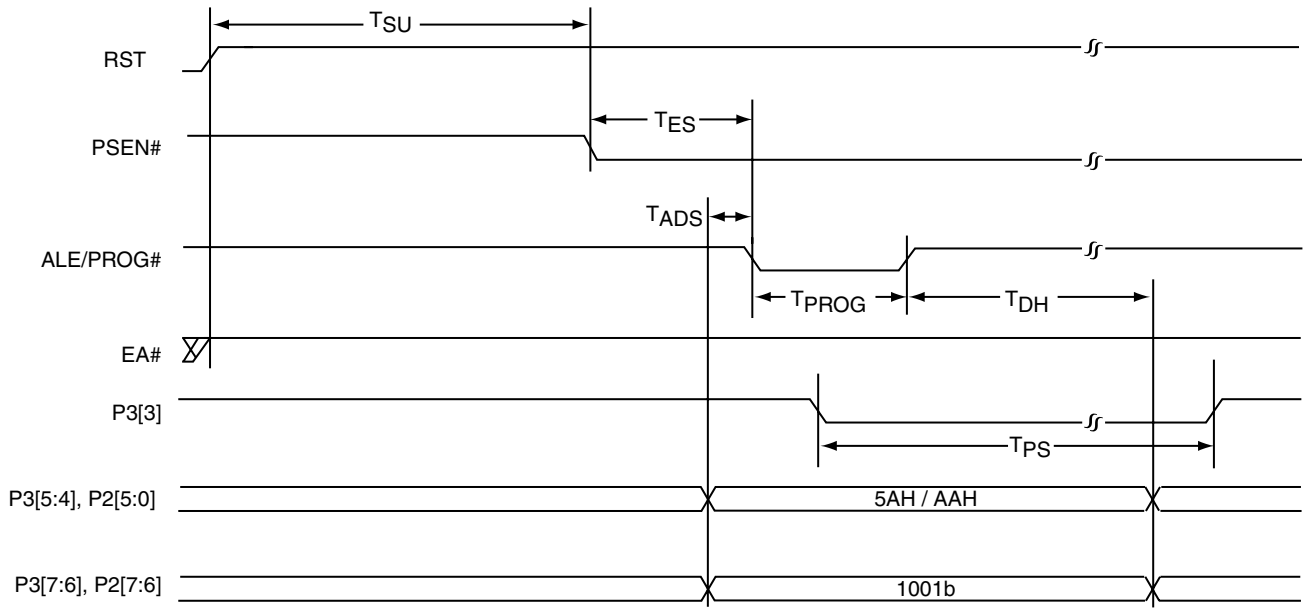 TSU
RST
TES
PSEN#
TADS
ALE/PROG#
TPROG
TDH
EA#
P3[3]
TPS
P3[5:4], P2[5:0]
5AH / AAH
P3[7:6], P2[7:6]
1001b